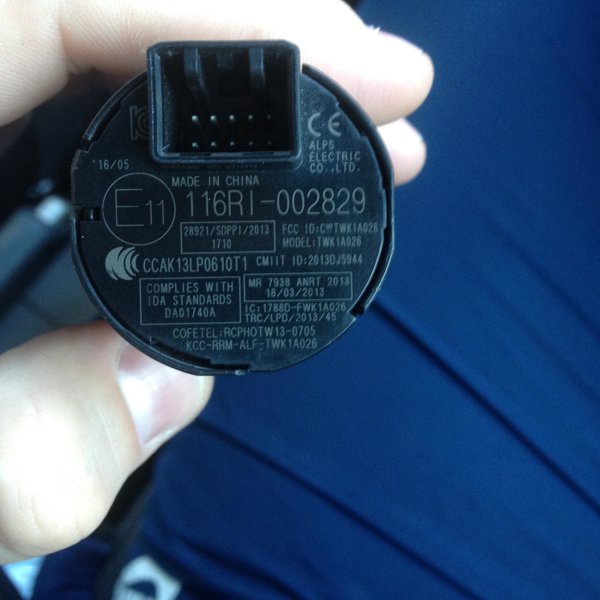 KC
'16/05
CE
ALPS
ELECTRIC
CO.,LTD.
MADE IN CHINA
E11
116RI-002829
28921/SDPPI/2013
1710
FCC ID:CWTWK1A026
MODEL:TWK1A026
CCAK13LP0610T1
CMIIT ID:2013DJ5944
COMPLIES WITH
IDA STANDARDS
DA01740A
MR 7938 ANRT 2013
18/03/2013
IC:1788D-FWK1A026
TRC/LPD/2013/45
COFETEL:RCPHOTW13-0705
KCC-RRM-ALF-TWK1A026